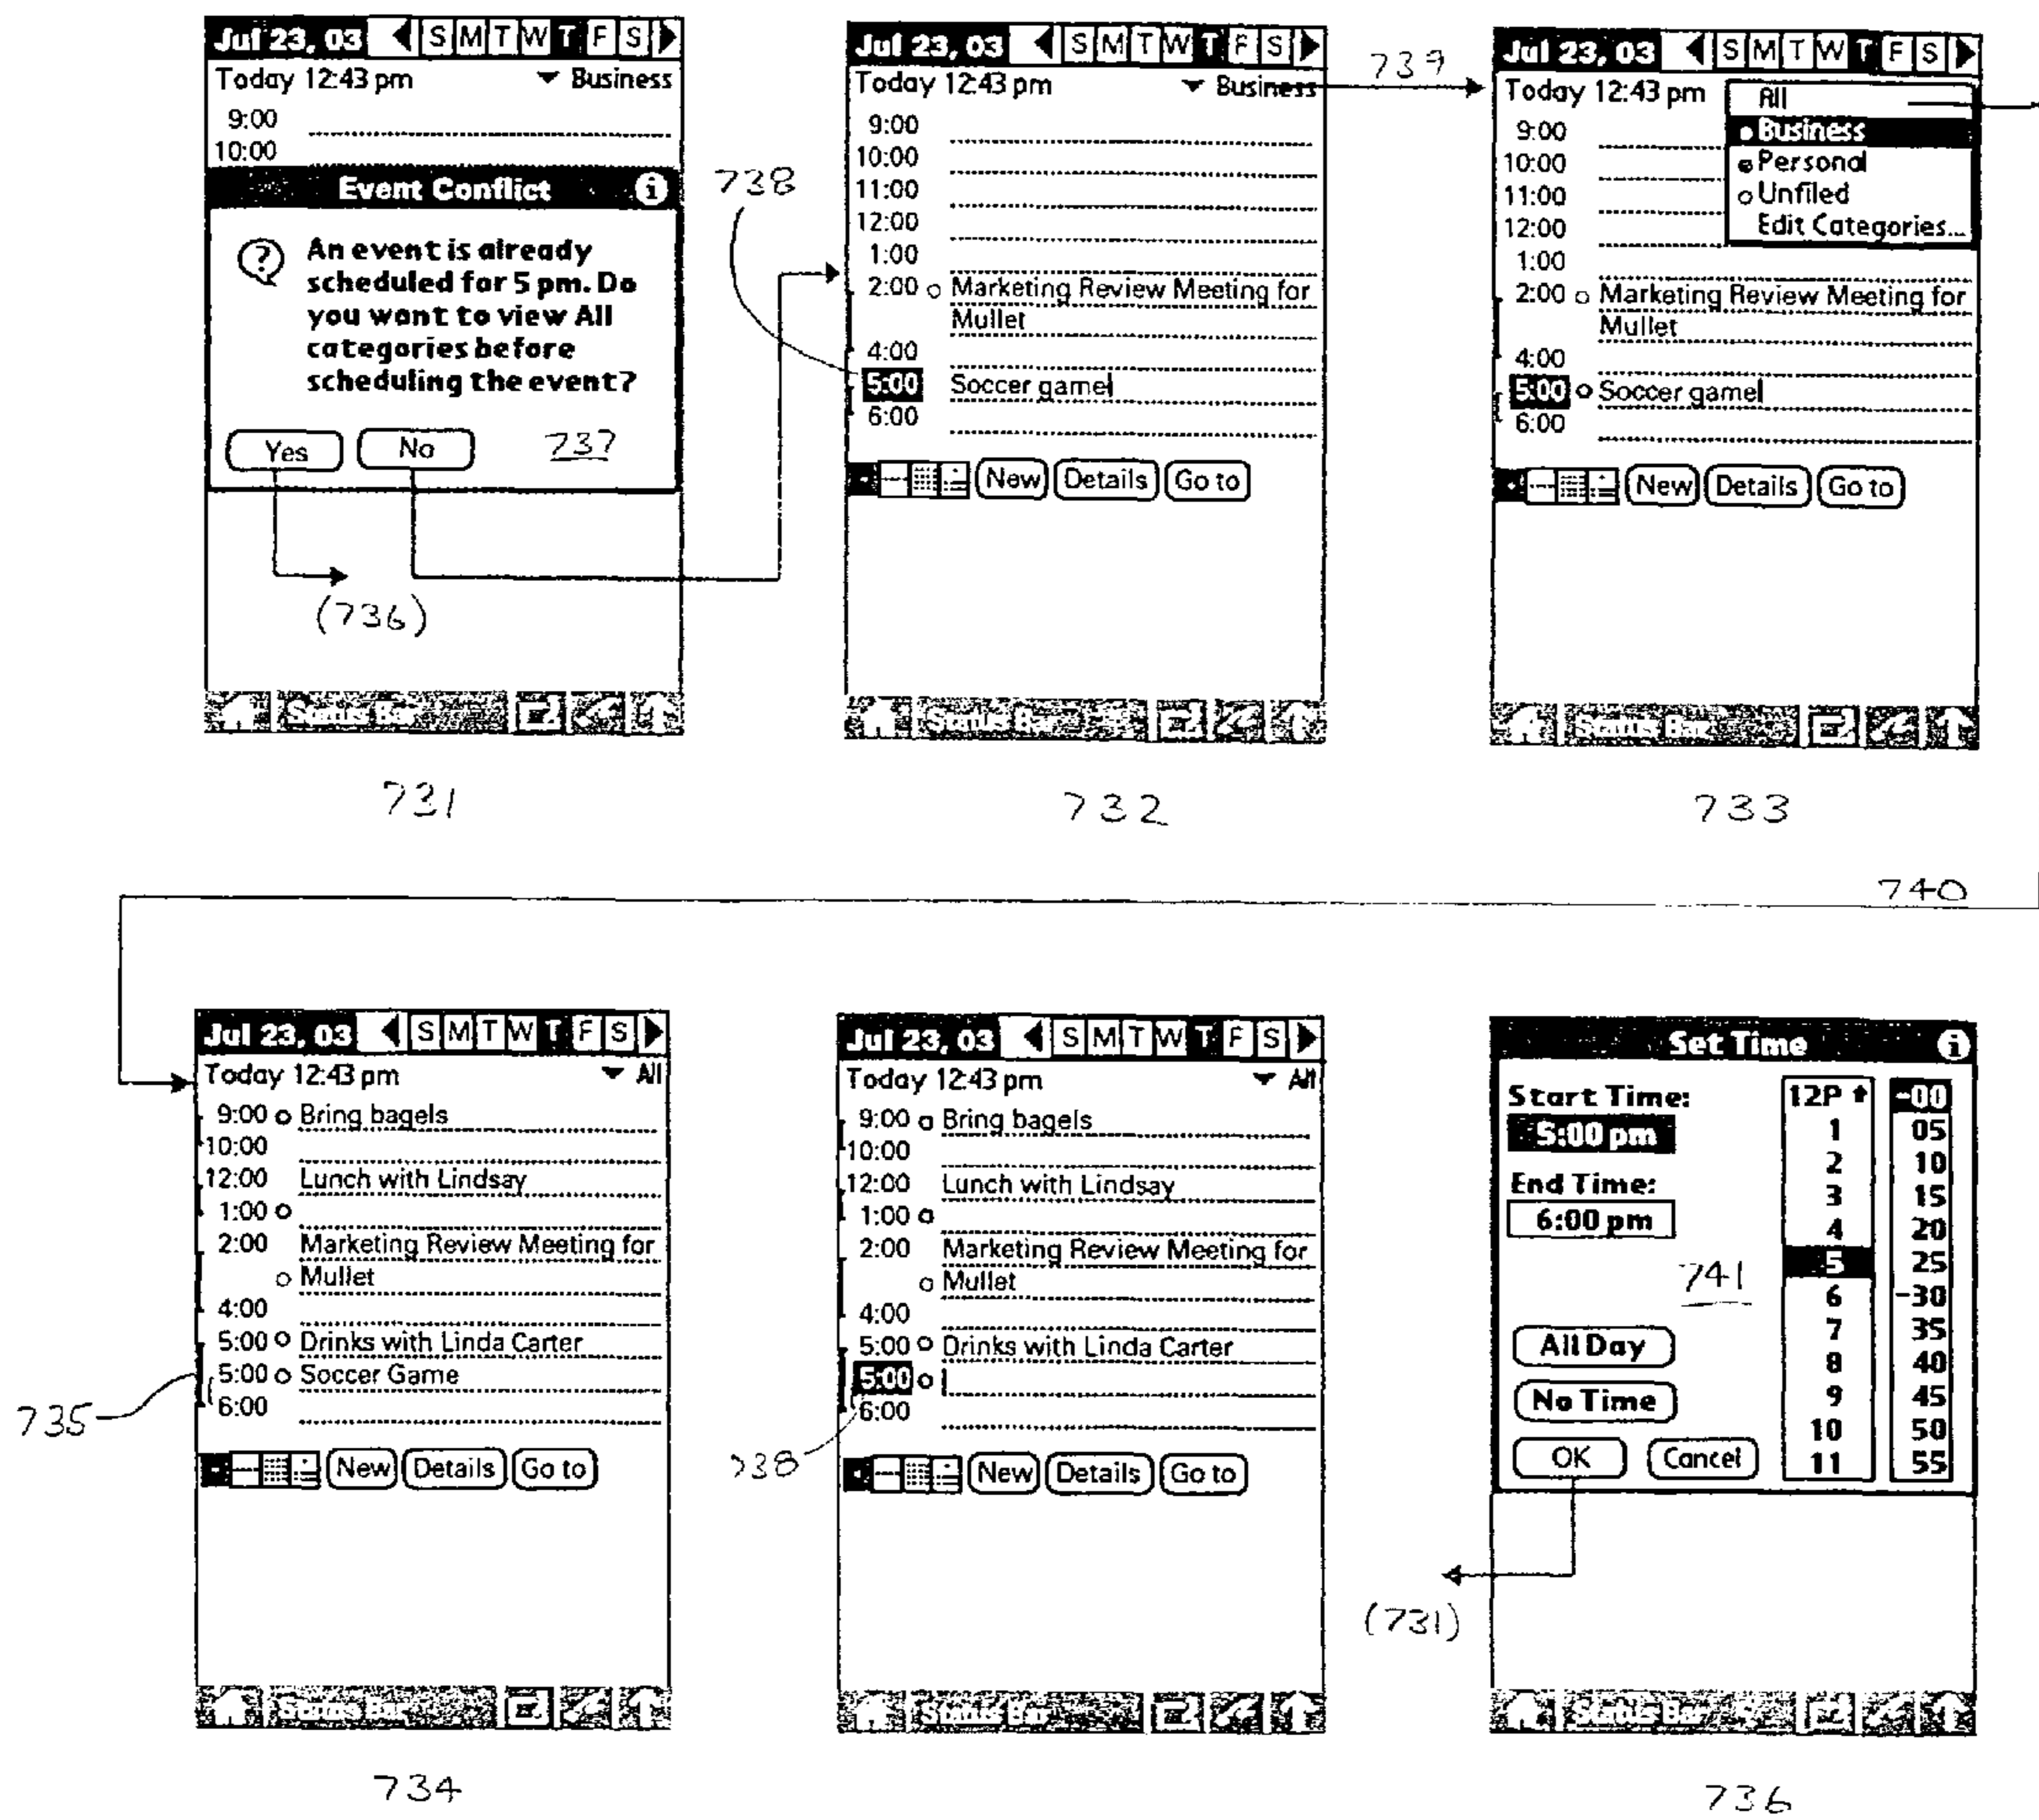 Jul 23, 03 S M T W T F S
Today 12:43 pm Business
9:00
10:00
Event Conflict i
? An event is already
scheduled for 5 pm. Do
you want to view All
categories before
scheduling the event?
Yes No 737
(736)
Status Bar
731
Jul 23, 03 S M T W T F S
Today 12:43 pm Business
9:00
10:00
11:00
12:00
1:00
2:00 Marketing Review Meeting for
Mullet
4:00
5:00 Soccer game
6:00
New Details Go to
738
Status Bar
732
739
Jul 23, 03 S M T W T F S
Today 12:43 pm
All
Business
Personal
Unfiled
Edit Categories...
9:00
10:00
11:00
12:00
1:00
2:00 Marketing Review Meeting for
Mullet
4:00
5:00 Soccer game
6:00
New Details Go to
Status Bar
733
740
Jul 23, 03 S M T W T F S
Today 12:43 pm All
9:00 Bring bagels
10:00
12:00 Lunch with Lindsay
1:00
2:00 Marketing Review Meeting for
Mullet
4:00
5:00 Drinks with Linda Carter
5:00 Soccer Game
6:00
735
New Details Go to
Status Bar
734
Jul 23, 03 S M T W T F S
Today 12:43 pm All
9:00 Bring bagels
10:00
12:00 Lunch with Lindsay
1:00
2:00 Marketing Review Meeting for
Mullet
4:00
5:00 Drinks with Linda Carter
5:00
6:00
738
New Details Go to
Status Bar
Set Time i
Start Time:
5:00 pm
End Time:
6:00 pm
741
All Day
No Time
OK Cancel
12P
1
2
3
4
5
6
7
8
9
10
11
-00
05
10
15
20
25
-30
35
40
45
50
55
(731)
Status Bar
736